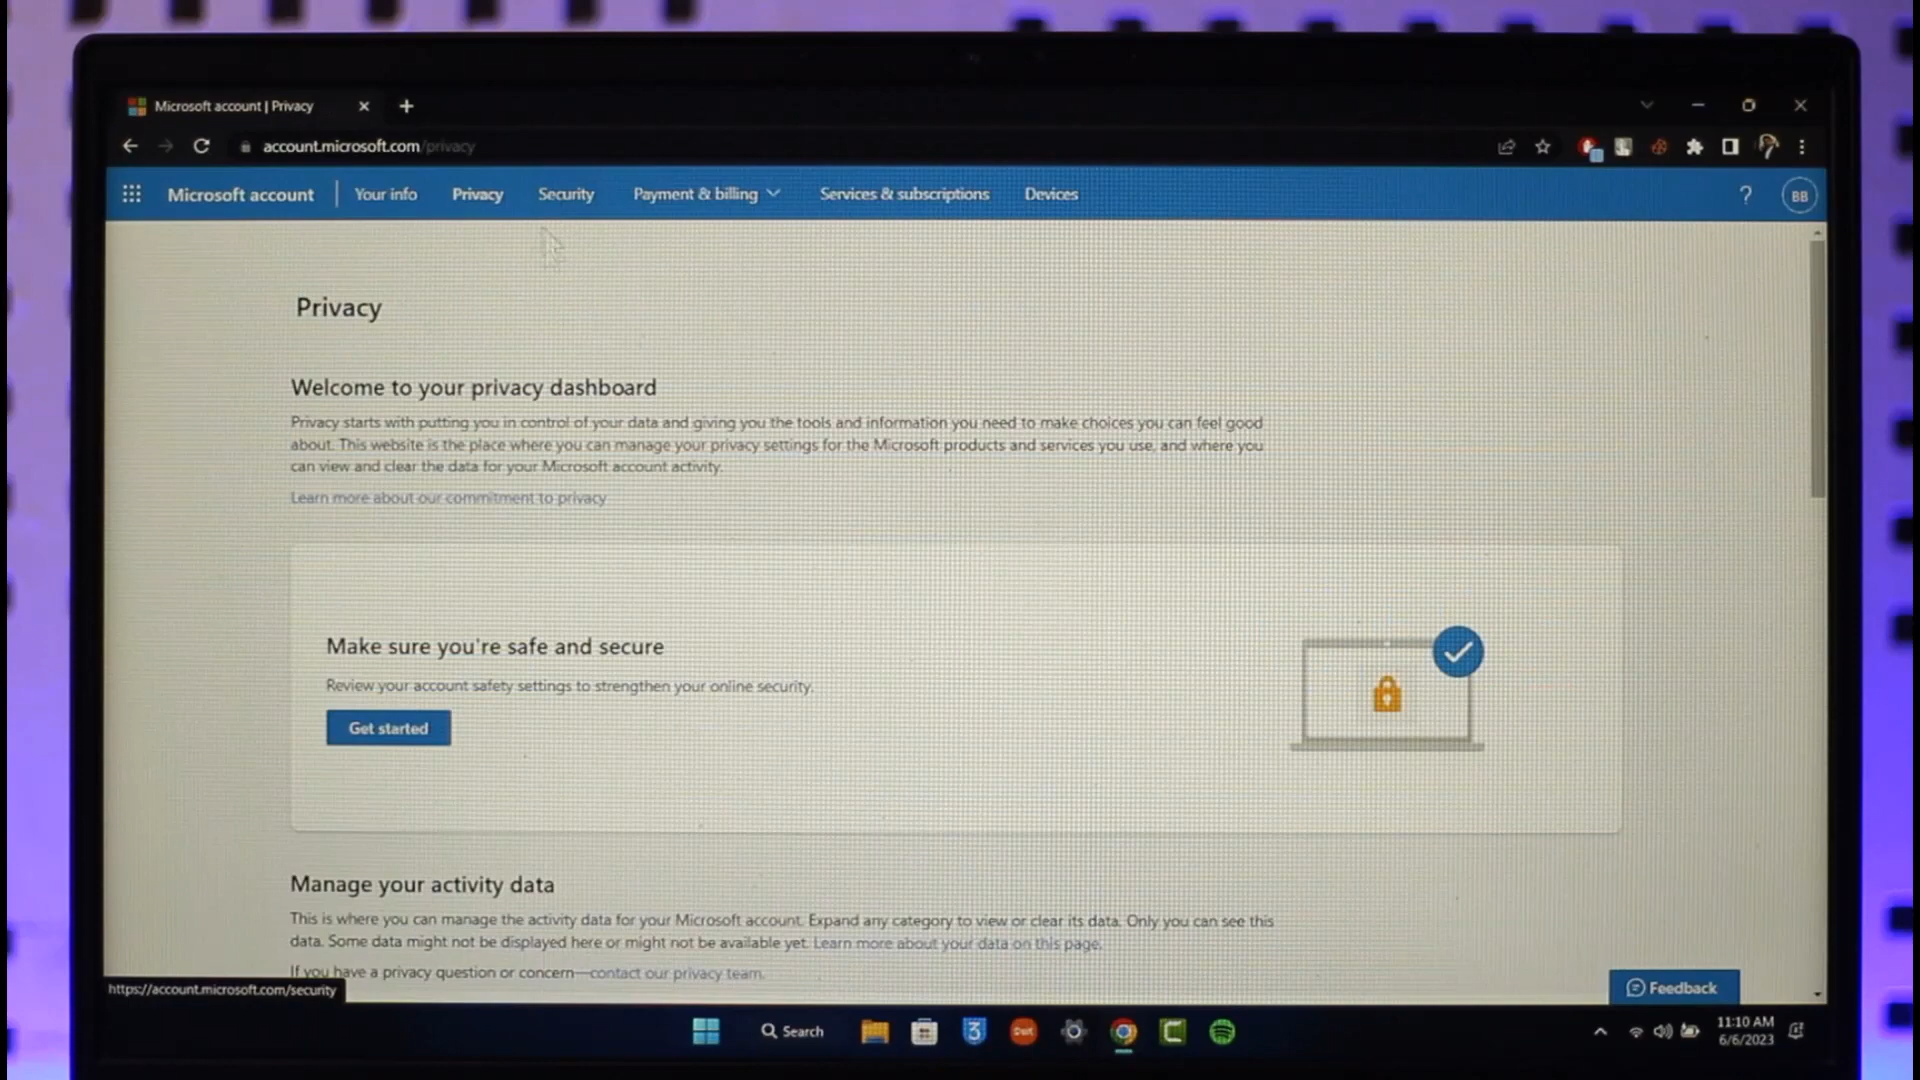 Microsoft account | Privacy
account.microsoft.com/privacy
Microsoft account Your info Privacy Security Payment & billing Services & subscriptions Devices ? BB
Privacy
Welcome to your privacy dashboard
Privacy starts with putting you in control of your data and giving you the tools and information you need to make choices you can feel good
about. This website is the place where you can manage your privacy settings for the Microsoft products and services you use, and where you
can view and clear the data for your Microsoft account activity.
Learn more about our commitment to privacy
Make sure you're safe and secure
Review your account safety settings to strengthen your online security.
Get started
Manage your activity data
This is where you can manage the activity data for your Microsoft account. Expand any category to view or clear its data. Only you can see this
data. Some data might not be displayed here or might not be available yet. Learn more about your data on this page.
If you have a privacy question or concern—contact our privacy team.
https://account.microsoft.com/security
Feedback
Search
3
11:10 AM
6/6/2023